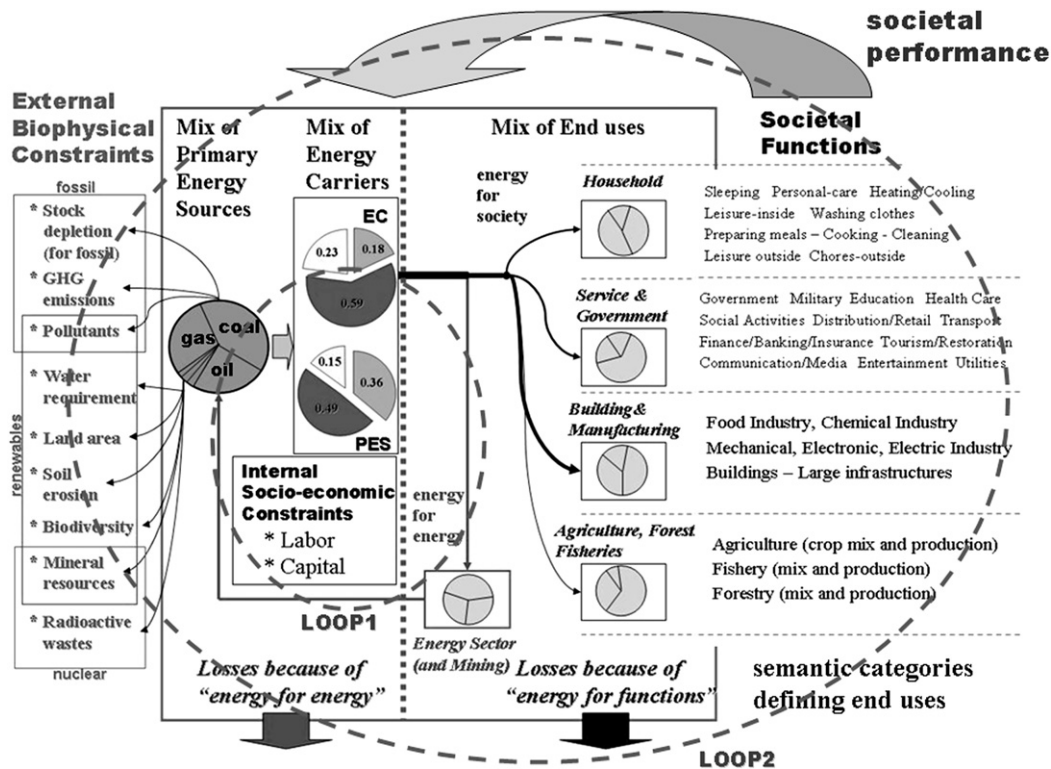 societal
performance
External
Biophysical
Constraints
Mix of
Primary
Energy
Sources
Mix of
Energy
Carriers
Mix of End uses
Societal
Functions
fossil
* Stock
depletion
(for fossil)
* GHG
emissions
* Pollutants
* Water
requirement
* Land area
* Soil
erosion
* Biodiversity
* Mineral
resources
* Radioactive
wastes
nuclear
renewables
gas
coal
oil
EC
0.23
0.18
0.59
0.15
0.36
0.49
PES
Internal
Socio-economic
Constraints
* Labor
* Capital
LOOP1
energy
for
society
energy
for
energy
Energy Sector
(and Mining)
Household
Sleeping Personal-care Heating/Cooling
Leisure-inside Washing clothes
Preparing meals – Cooking - Cleaning
Leisure outside Chores-outside
Service &
Government
Government Military Education Health Care
Social Activities Distribution/Retail Transport
Finance/Banking/Insurance Tourism/Restoration
Communication/Media Entertainment Utilities
Building&
Manufacturing
Food Industry, Chemical Industry
Mechanical, Electronic, Electric Industry
Buildings – Large infrastructures
Agriculture, Forest
Fisheries
Agriculture (crop mix and production)
Fishery (mix and production)
Forestry (mix and production)
Losses because of
“energy for energy”
Losses because of
“energy for functions”
semantic categories
defining end uses
LOOP2